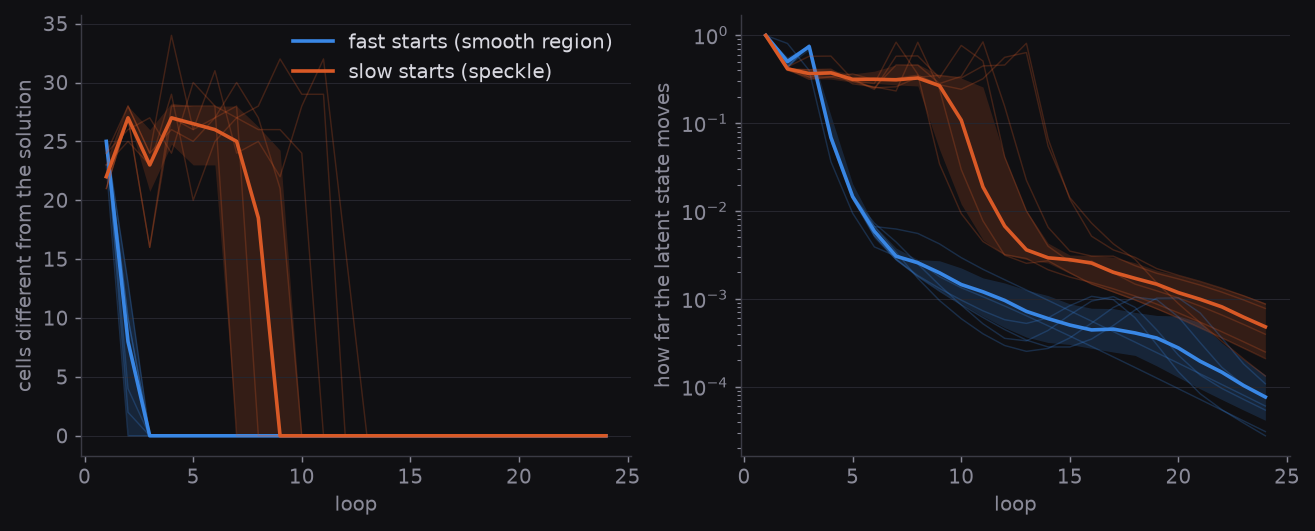 cells different from the solution
35
30
25
20
15
10
5
0
fast starts (smooth region)
slow starts (speckle)
0 5 10 15 20 25
loop
how far the latent state moves
10⁰
10⁻¹
10⁻²
10⁻³
10⁻⁴
0 5 10 15 20 25
loop